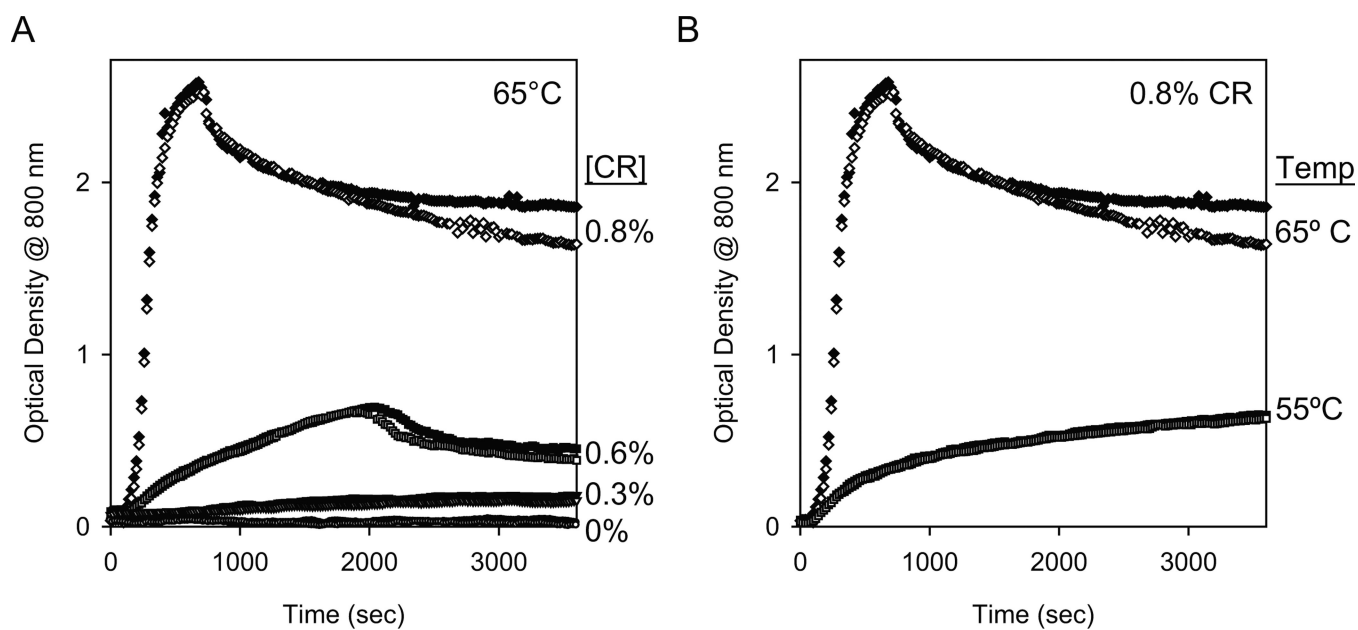 A
65°C
[CR]
0.8%
0.6%
0.3%
0%
2
1
0
0 1000 2000 3000
Time (sec)
Optical Density @ 800 nm
B
0.8% CR
Temp
65º C
55ºC
2
1
0
0 1000 2000 3000
Time (sec)
Optical Density @ 800 nm